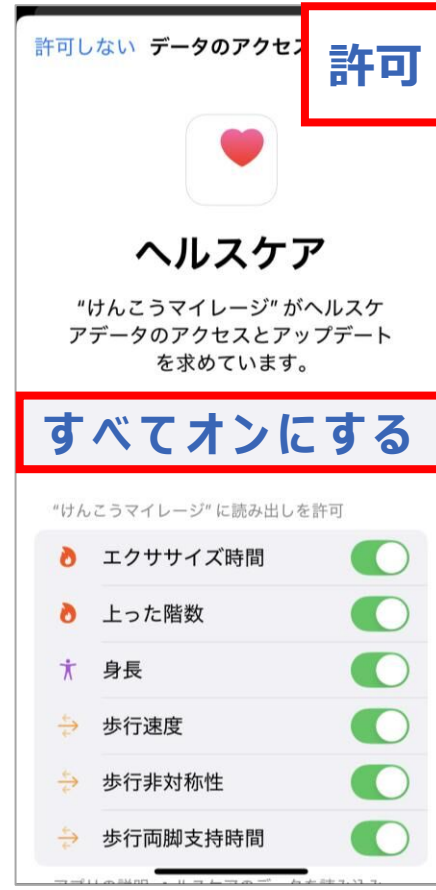 許可しない データのアクセス
許可
ヘルスケア
“けんこうマイレージ” がヘルスケ
アデータのアクセスとアップデート
を求めています。
すべてオンにする
“けんこうマイレージ” に読み出しを許可
エクササイズ時間
上った階数
身長
歩行速度
歩行非対称性
歩行両脚支持時間